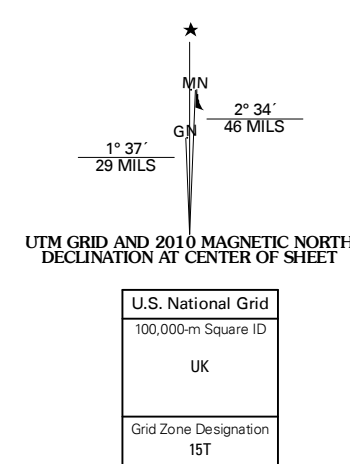 MN
2° 34´
46 MILS
GN
1° 37´
29 MILS
UTM GRID AND 2010 MAGNETIC NORTH
DECLINATION AT CENTER OF SHEET
U.S. National Grid
100,000-m Square ID
UK
Grid Zone Designation
15T